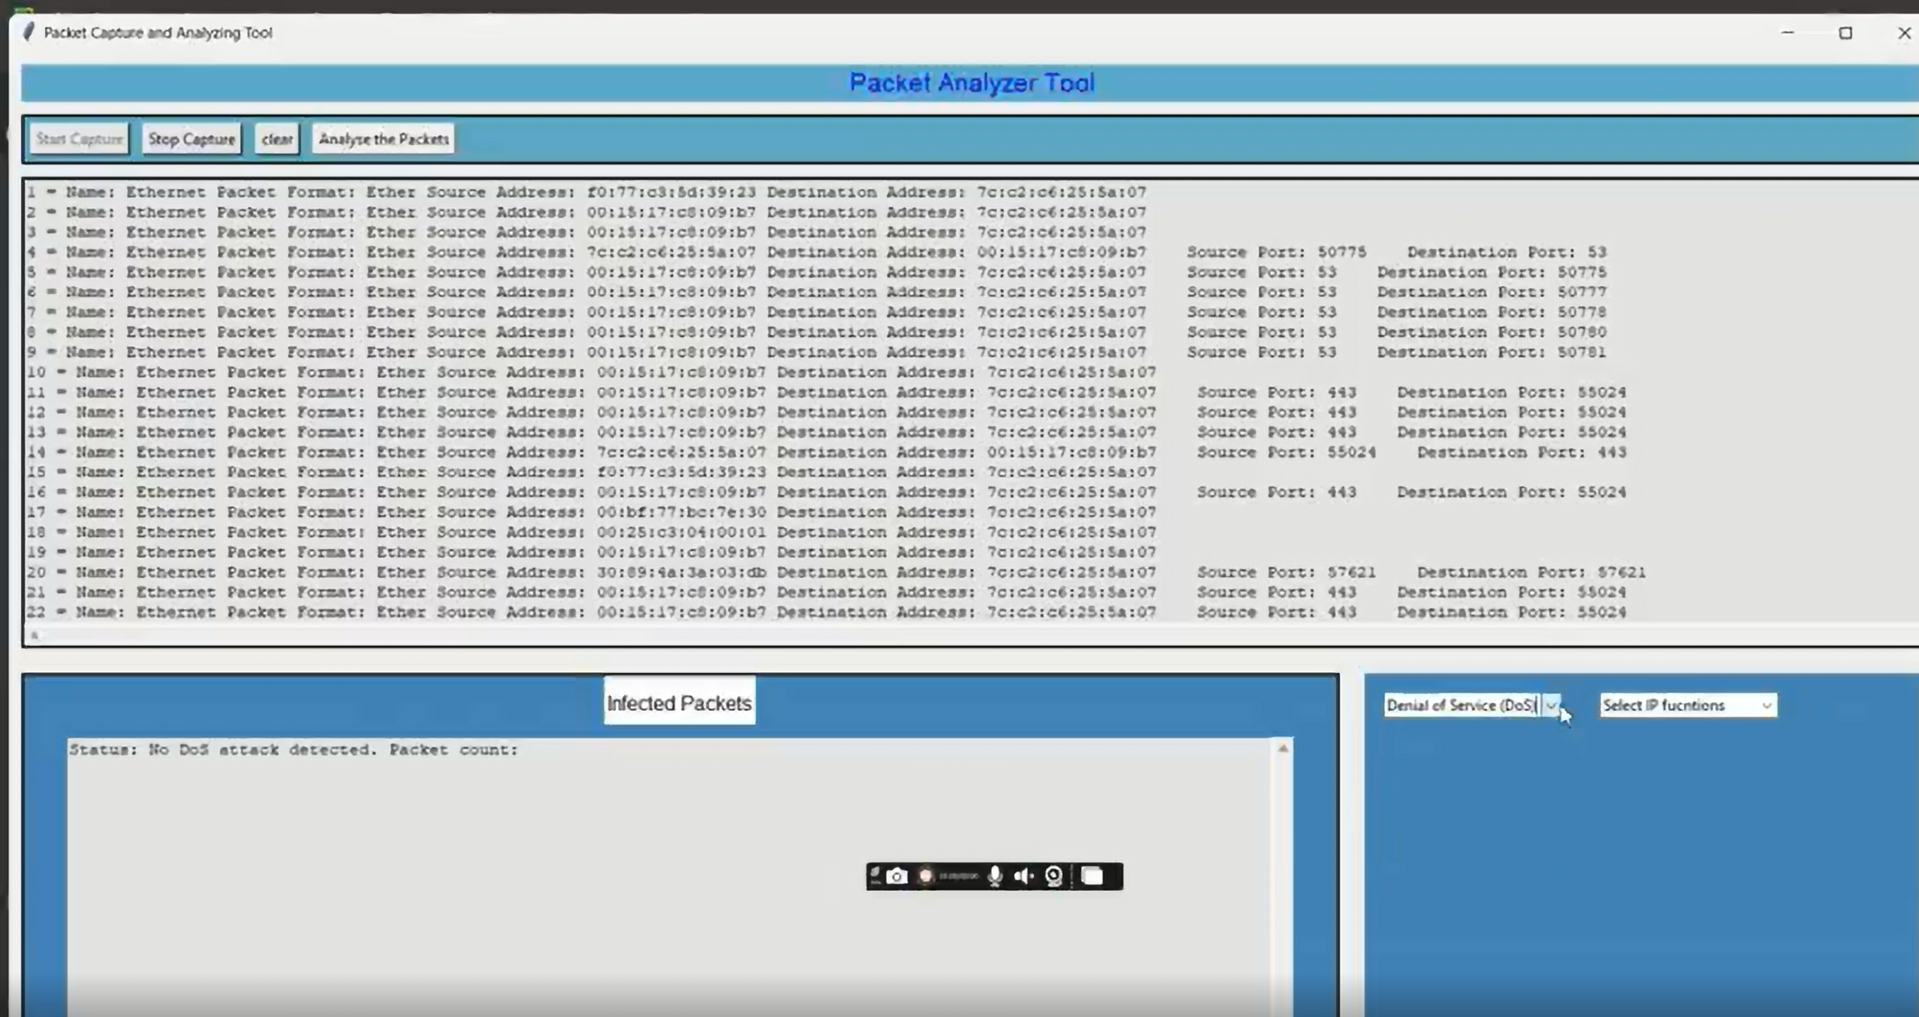 Packet Capture and Analyzing Tool
Packet Analyzer Tool
Start Capture Stop Capture clear Analyse the Packets
1 = Name: Ethernet Packet Format: Ether Source Address: f0:77:c3:5d:39:23 Destination Address: 7c:c2:c6:25:5a:07
2 = Name: Ethernet Packet Format: Ether Source Address: 00:15:17:c8:09:b7 Destination Address: 7c:c2:c6:25:5a:07
3 = Name: Ethernet Packet Format: Ether Source Address: 00:15:17:c8:09:b7 Destination Address: 7c:c2:c6:25:5a:07
4 = Name: Ethernet Packet Format: Ether Source Address: 7c:c2:c6:25:5a:07 Destination Address: 00:15:17:c8:09:b7 Source Port: 50775 Destination Port: 53
5 = Name: Ethernet Packet Format: Ether Source Address: 00:15:17:c8:09:b7 Destination Address: 7c:c2:c6:25:5a:07 Source Port: 53 Destination Port: 50775
6 = Name: Ethernet Packet Format: Ether Source Address: 00:15:17:c8:09:b7 Destination Address: 7c:c2:c6:25:5a:07 Source Port: 53 Destination Port: 50777
7 = Name: Ethernet Packet Format: Ether Source Address: 00:15:17:c8:09:b7 Destination Address: 7c:c2:c6:25:5a:07 Source Port: 53 Destination Port: 50778
8 = Name: Ethernet Packet Format: Ether Source Address: 00:15:17:c8:09:b7 Destination Address: 7c:c2:c6:25:5a:07 Source Port: 53 Destination Port: 50780
9 = Name: Ethernet Packet Format: Ether Source Address: 00:15:17:c8:09:b7 Destination Address: 7c:c2:c6:25:5a:07 Source Port: 53 Destination Port: 50781
10 = Name: Ethernet Packet Format: Ether Source Address: 00:15:17:c8:09:b7 Destination Address: 7c:c2:c6:25:5a:07
11 = Name: Ethernet Packet Format: Ether Source Address: 00:15:17:c8:09:b7 Destination Address: 7c:c2:c6:25:5a:07 Source Port: 443 Destination Port: 55024
12 = Name: Ethernet Packet Format: Ether Source Address: 00:15:17:c8:09:b7 Destination Address: 7c:c2:c6:25:5a:07 Source Port: 443 Destination Port: 55024
13 = Name: Ethernet Packet Format: Ether Source Address: 00:15:17:c8:09:b7 Destination Address: 7c:c2:c6:25:5a:07 Source Port: 443 Destination Port: 55024
14 = Name: Ethernet Packet Format: Ether Source Address: 7c:c2:c6:25:5a:07 Destination Address: 00:15:17:c8:09:b7 Source Port: 55024 Destination Port: 443
15 = Name: Ethernet Packet Format: Ether Source Address: f0:77:c3:5d:39:23 Destination Address: 7c:c2:c6:25:5a:07
16 = Name: Ethernet Packet Format: Ether Source Address: 00:15:17:c8:09:b7 Destination Address: 7c:c2:c6:25:5a:07 Source Port: 443 Destination Port: 55024
17 = Name: Ethernet Packet Format: Ether Source Address: 00:bf:77:bc:7e:30 Destination Address: 7c:c2:c6:25:5a:07
18 = Name: Ethernet Packet Format: Ether Source Address: 00:25:c3:04:00:01 Destination Address: 7c:c2:c6:25:5a:07
19 = Name: Ethernet Packet Format: Ether Source Address: 00:15:17:c8:09:b7 Destination Address: 7c:c2:c6:25:5a:07
20 = Name: Ethernet Packet Format: Ether Source Address: 30:89:4a:3a:03:db Destination Address: 7c:c2:c6:25:5a:07 Source Port: 57621 Destination Port: 57621
21 = Name: Ethernet Packet Format: Ether Source Address: 00:15:17:c8:09:b7 Destination Address: 7c:c2:c6:25:5a:07 Source Port: 443 Destination Port: 55024
22 = Name: Ethernet Packet Format: Ether Source Address: 00:15:17:c8:09:b7 Destination Address: 7c:c2:c6:25:5a:07 Source Port: 443 Destination Port: 55024
Infected Packets
Denial of Service (DoS) Select IP fucntions
Status: No DoS attack detected. Packet count: